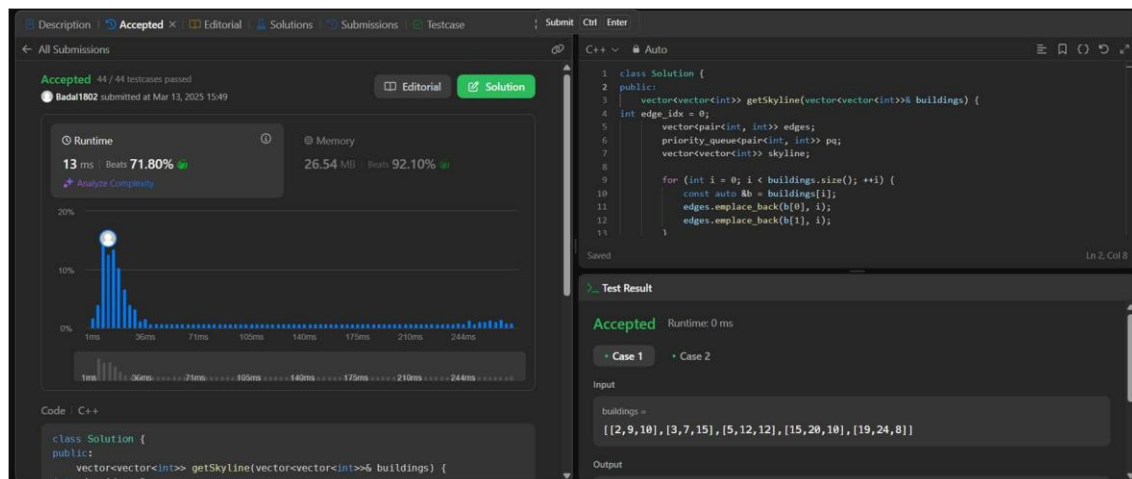 Description Accepted × Editorial Solutions Submissions Testcase
Submit Ctrl Enter
← All Submissions
Accepted 44 / 44 testcases passed
Badal1802 submitted at Mar 13, 2025 15:49
Editorial
Solution
Runtime
13 ms Beats 71.80%
Analyze Complexity
Memory
26.54 MB Beats 92.10%
20%
10%
0%
1ms 36ms 71ms 105ms 140ms 175ms 210ms 244ms
1ms 36ms 71ms 105ms 140ms 175ms 210ms 244ms
Code C++
class Solution {
public:
vector<vector<int>> getSkyline(vector<vector<int>>& buildings) {
C++ Auto
1 class Solution {
2 public:
3 vector<vector<int>> getSkyline(vector<vector<int>>& buildings) {
4 int edge_idx = 0;
5 vector<pair<int, int>> edges;
6 priority_queue<pair<int, int>> pq;
7 vector<vector<int>> skyline;
8
9 for (int i = 0; i < buildings.size(); ++i) {
10 const auto &b = buildings[i];
11 edges.emplace_back(b[0], i);
12 edges.emplace_back(b[1], i);
13 }
Saved
Ln 2, Col 8
>_ Test Result
Accepted Runtime: 0 ms
• Case 1 • Case 2
Input
buildings =
[[2,9,10],[3,7,15],[5,12,12],[15,20,10],[19,24,8]]
Output